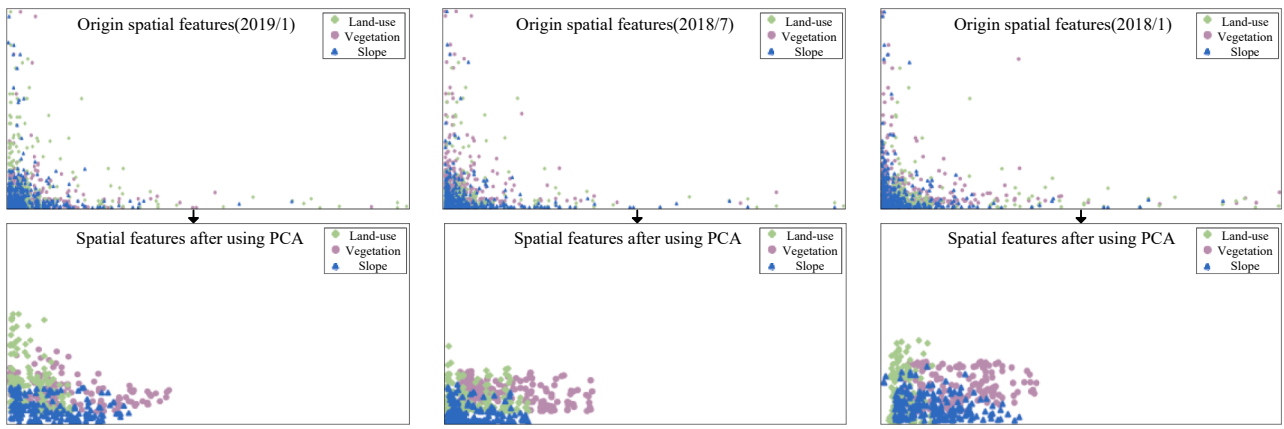 Origin spatial features(2019/1)
Land-use
Vegetation
Slope
Origin spatial features(2018/7)
Land-use
Vegetation
Slope
Origin spatial features(2018/1)
Land-use
Vegetation
Slope
Spatial features after using PCA
Land-use
Vegetation
Slope
Spatial features after using PCA
Land-use
Vegetation
Slope
Spatial features after using PCA
Land-use
Vegetation
Slope